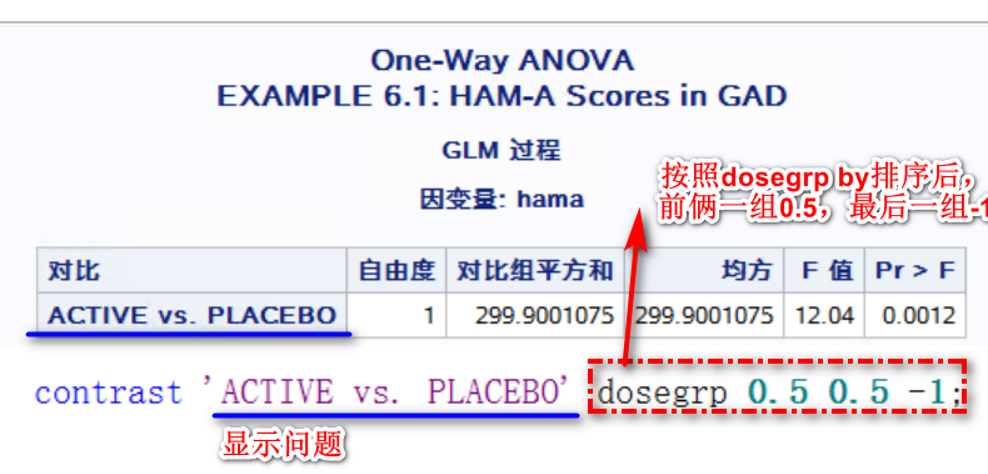 One-Way ANOVA
EXAMPLE 6.1: HAM-A Scores in GAD
GLM 过程
因变量: hama
按照dosegrp by排序后，
前俩一组0.5，最后一组-1
对比 自由度 对比组平方和 均方 F 值 Pr > F
ACTIVE vs. PLACEBO 1 299.9001075 299.9001075 12.04 0.0012
contrast 'ACTIVE vs. PLACEBO' dosegrp 0.5 0.5 -1;
显示问题